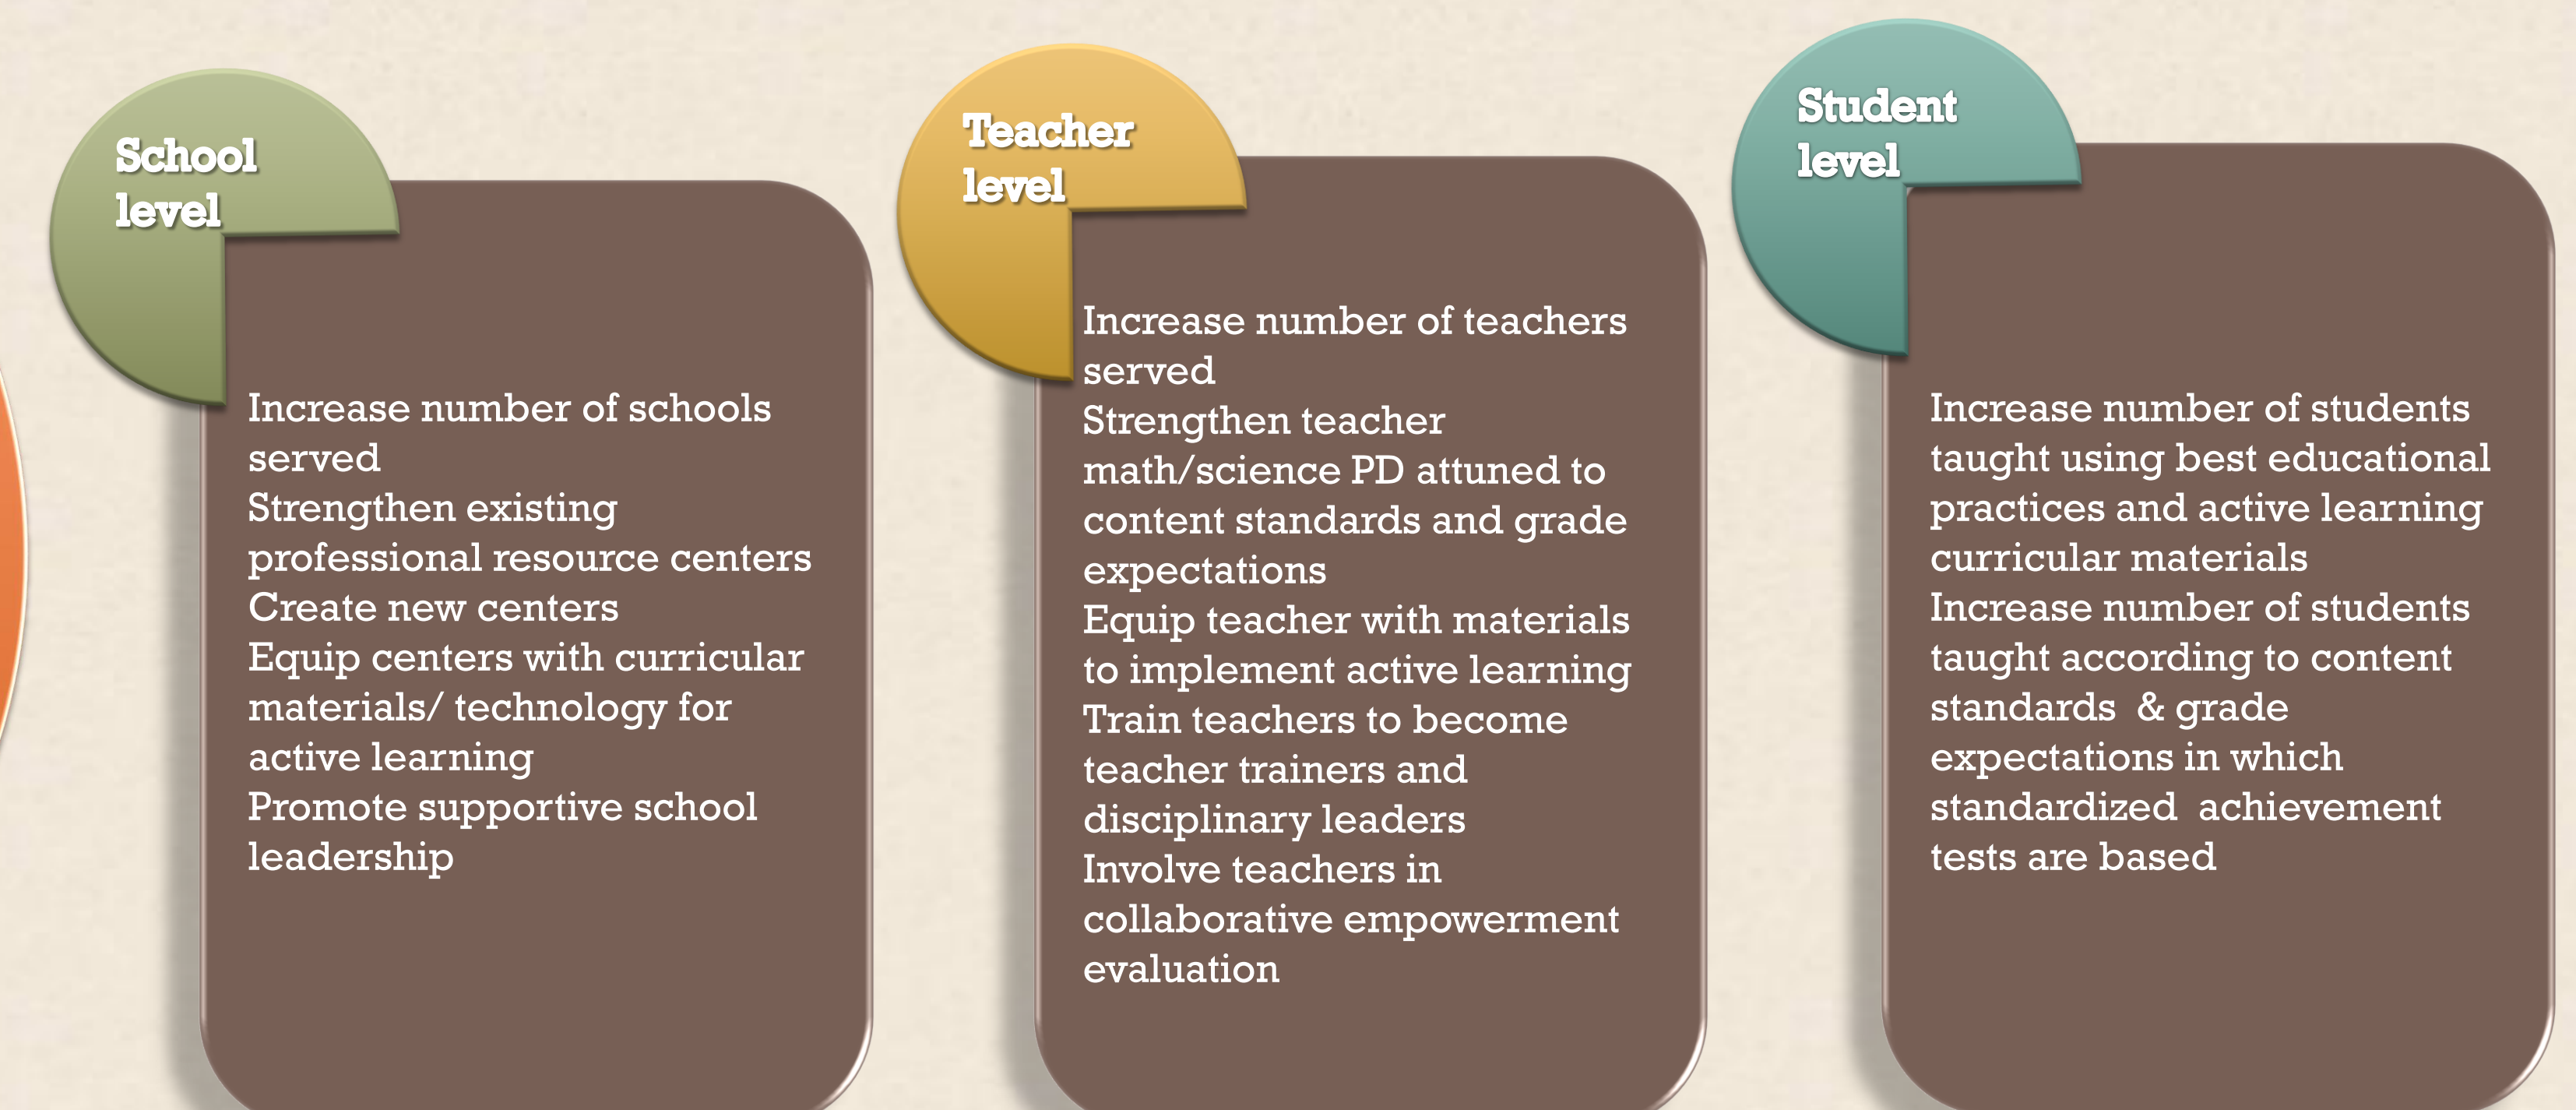 School
level
Increase number of schools
served
Strengthen existing
professional resource centers
Create new centers
Equip centers with curricular
materials/ technology for
active learning
Promote supportive school
leadership
Teacher
level
Increase number of teachers
served
Strengthen teacher
math/science PD attuned to
content standards and grade
expectations
Equip teacher with materials
to implement active learning
Train teachers to become
teacher trainers and
disciplinary leaders
Involve teachers in
collaborative empowerment
evaluation
Student
level
Increase number of students
taught using best educational
practices and active learning
curricular materials
Increase number of students
taught according to content
standards  & grade
expectations in which
standardized  achievement
tests are based